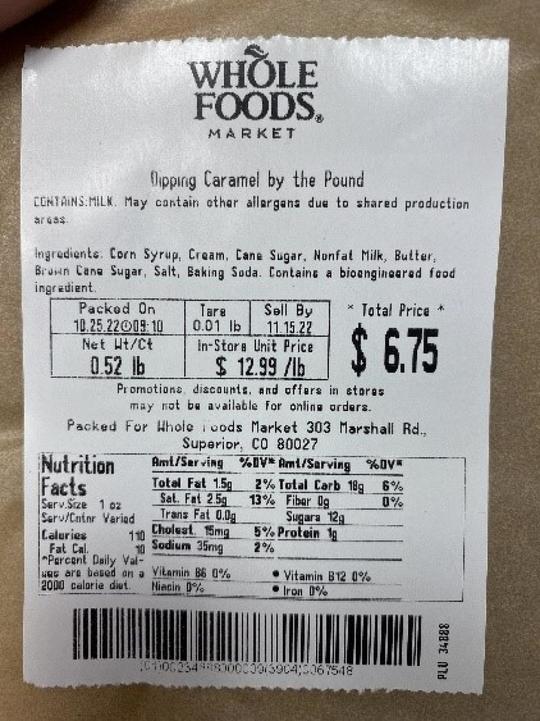 WHOLE
FOODS®
MARKET
Dipping Caramel by the Pound
CONTAINS:MILK. May contain other allergens due to shared production
areas.
Ingredients: Corn Syrup, Cream, Cane Sugar, Nonfat Milk, Butter,
Brown Cane Sugar, Salt, Baking Soda. Contains a bioengineered food
ingredient.
Packed On Tare Sell By * Total Price *
10.25.22 09:10 0.01 lb 11.15.22
Net Wt/Ct In-Store Unit Price $ 6.75
0.52 lb $ 12.99 /lb
Promotions, discounts, and offers in stores
may not be available for online orders.
Packed For Whole Foods Market 303 Marshall Rd.,
Superior, CO 80027
Nutrition Amt/Serving %DV* Amt/Serving %DV*
Facts Total Fat 1.5g 2% Total Carb 18g 6%
Serv.Size 1 oz Sat. Fat 2.5g 13% Fiber 0g 0%
Serv/Cntnr Varied Trans Fat 0.0g Sugars 12g
Calories 110 Cholest. 15mg 5% Protein 1g
Fat Cal. 10 Sodium 35mg 2%
*Percent Daily Val-
ues are based on a Vitamin B6 0% • Vitamin B12 0%
2000 calorie diet. Niacin 0% • Iron 0%
PLU 34888